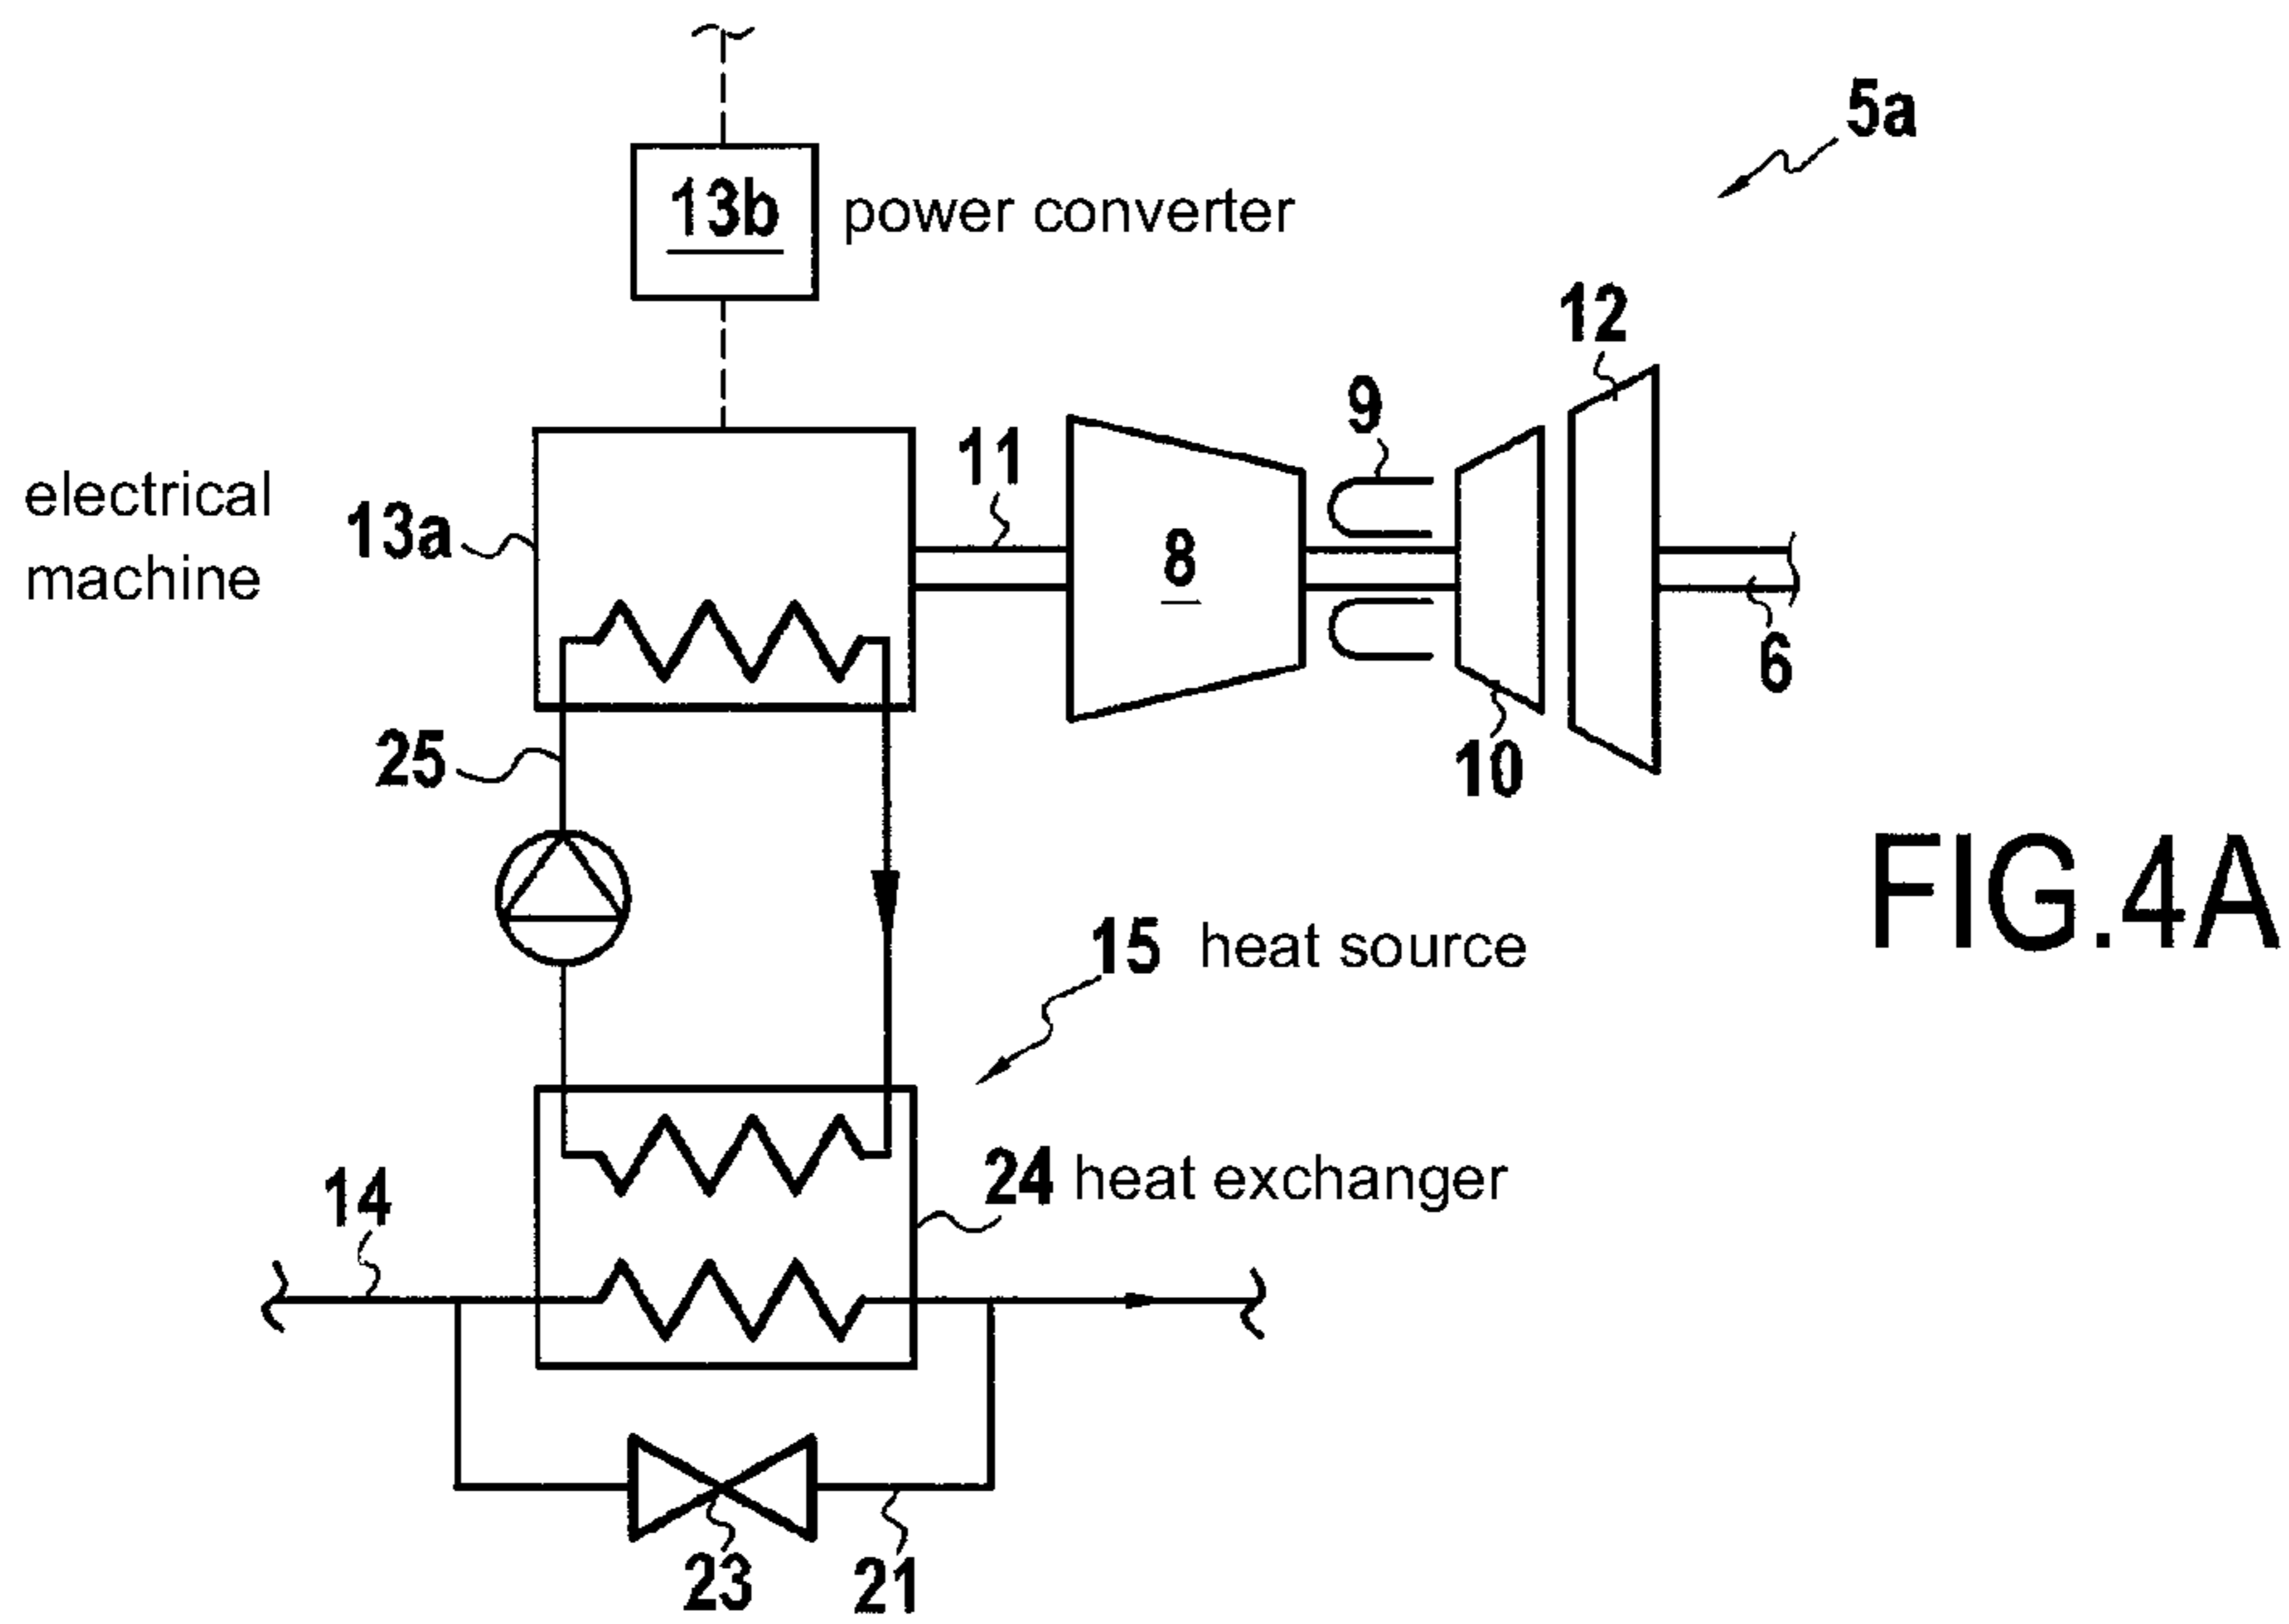 5a
13b power converter
12
9
11
electrical
machine
13a
8
6
25
10
FIG.4A
15 heat source
24 heat exchanger
14
23
21